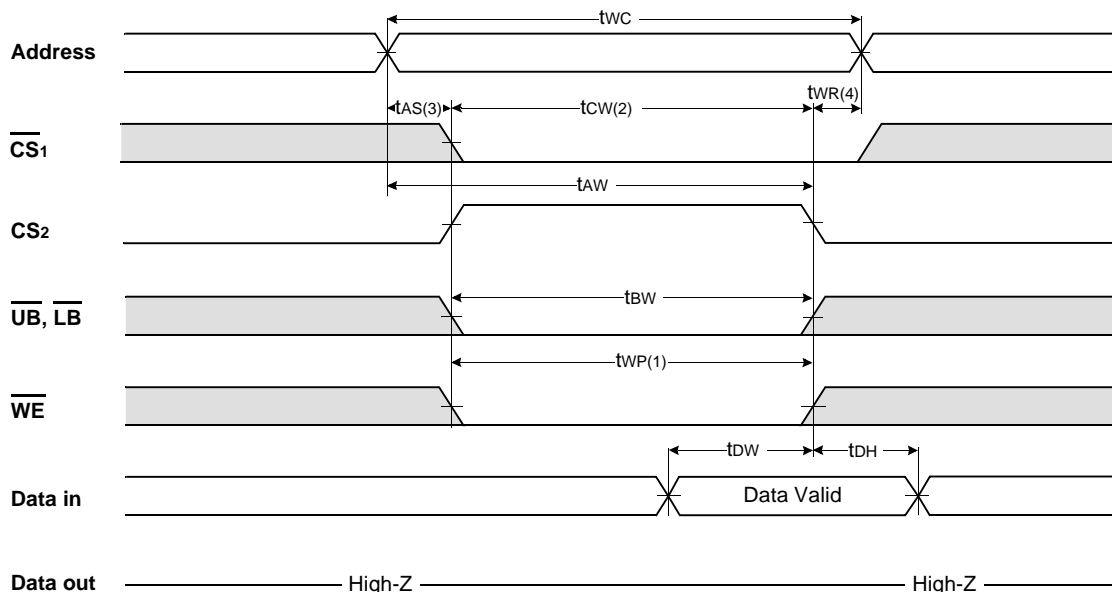 tWC
Address
tWR(4)
tAS(3) tCW(2)
CS1
tAW
CS2
tBW
UB, LB
tWP(1)
WE
tDW tDH
Data in Data Valid
Data out High-Z High-Z